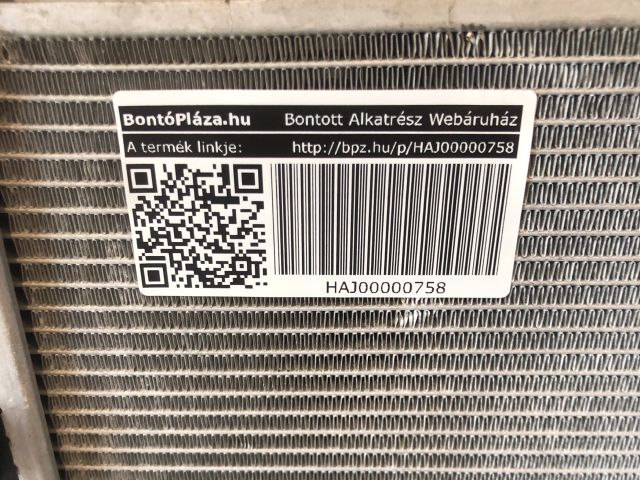 BontóPláza.hu Bontott Alkatrész Webáruház
A termék linkje: http://bpz.hu/p/HAJ00000758
HAJ00000758